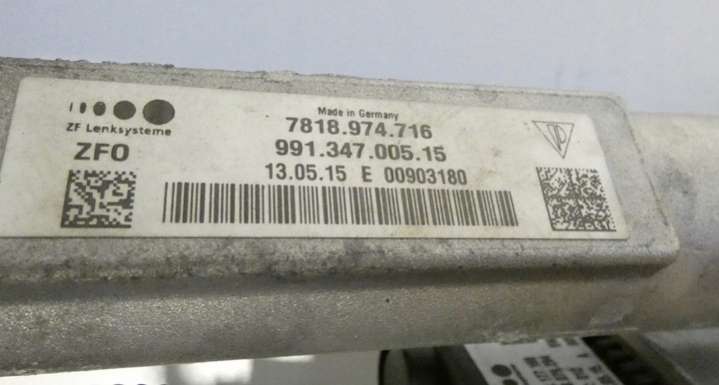 Made in Germany
ZF Lenksysteme
7818.974.716
ZFO
991.347.005.15
13.05.15 E 00903180